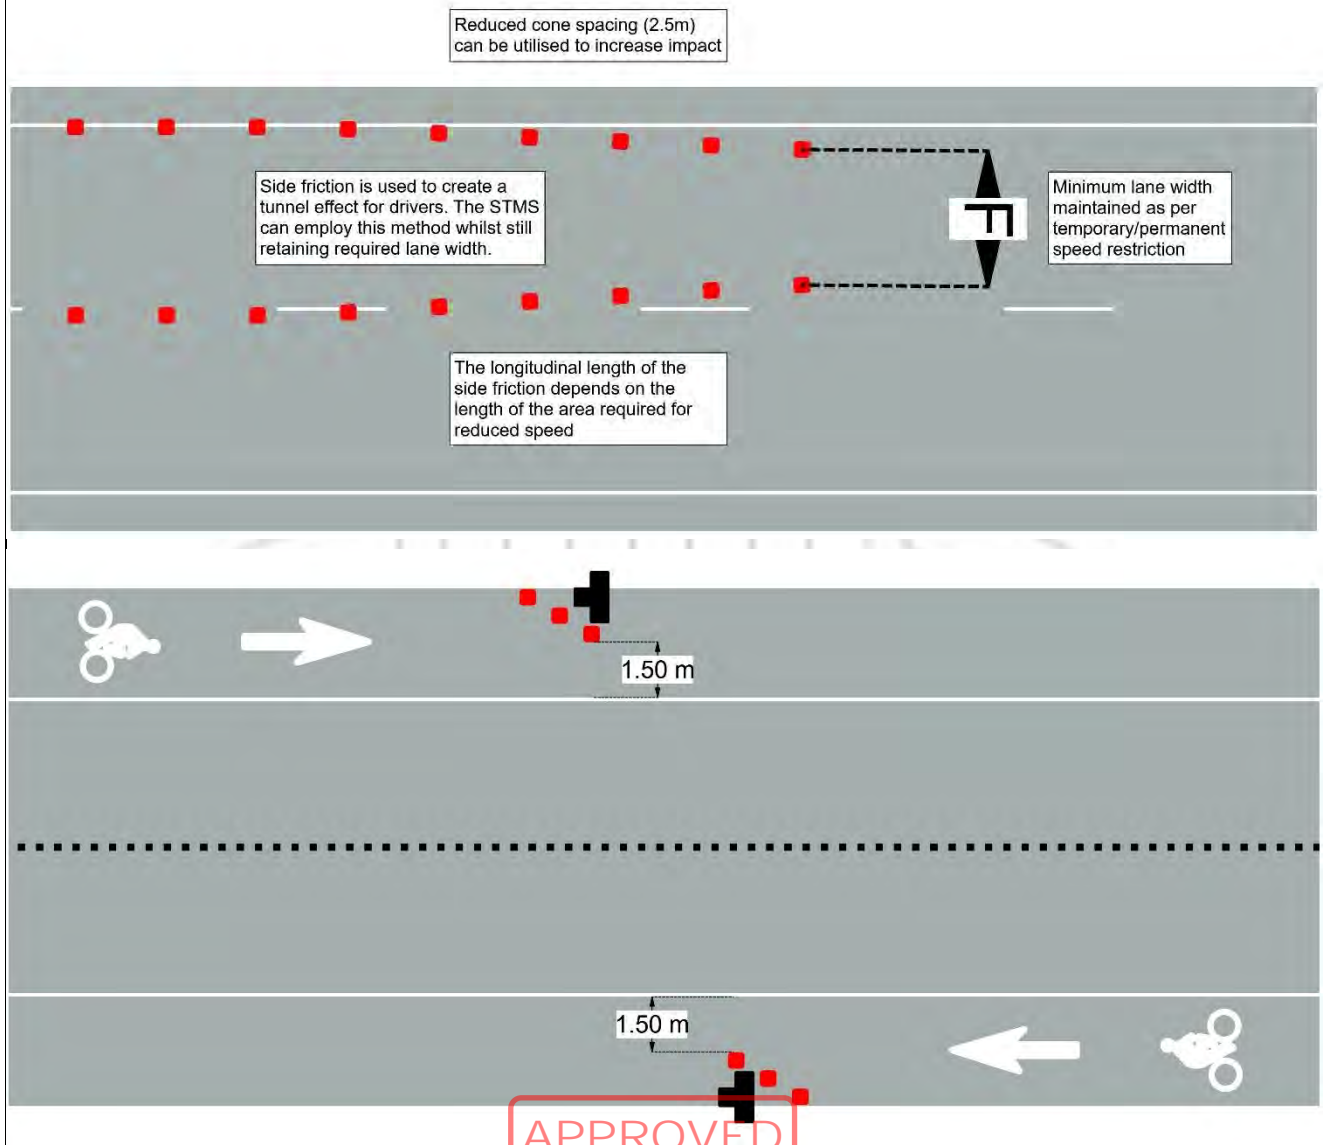 Reduced cone spacing (2.5m)
can be utilised to increase impact
Side friction is used to create a
tunnel effect for drivers. The STMS
can employ this method whilst still
retaining required lane width.
F
Minimum lane width
maintained as per
temporary/permanent
speed restriction
The longitudinal length of the
side friction depends on the
length of the area required for
reduced speed
1.50 m
1.50 m
APPROVED